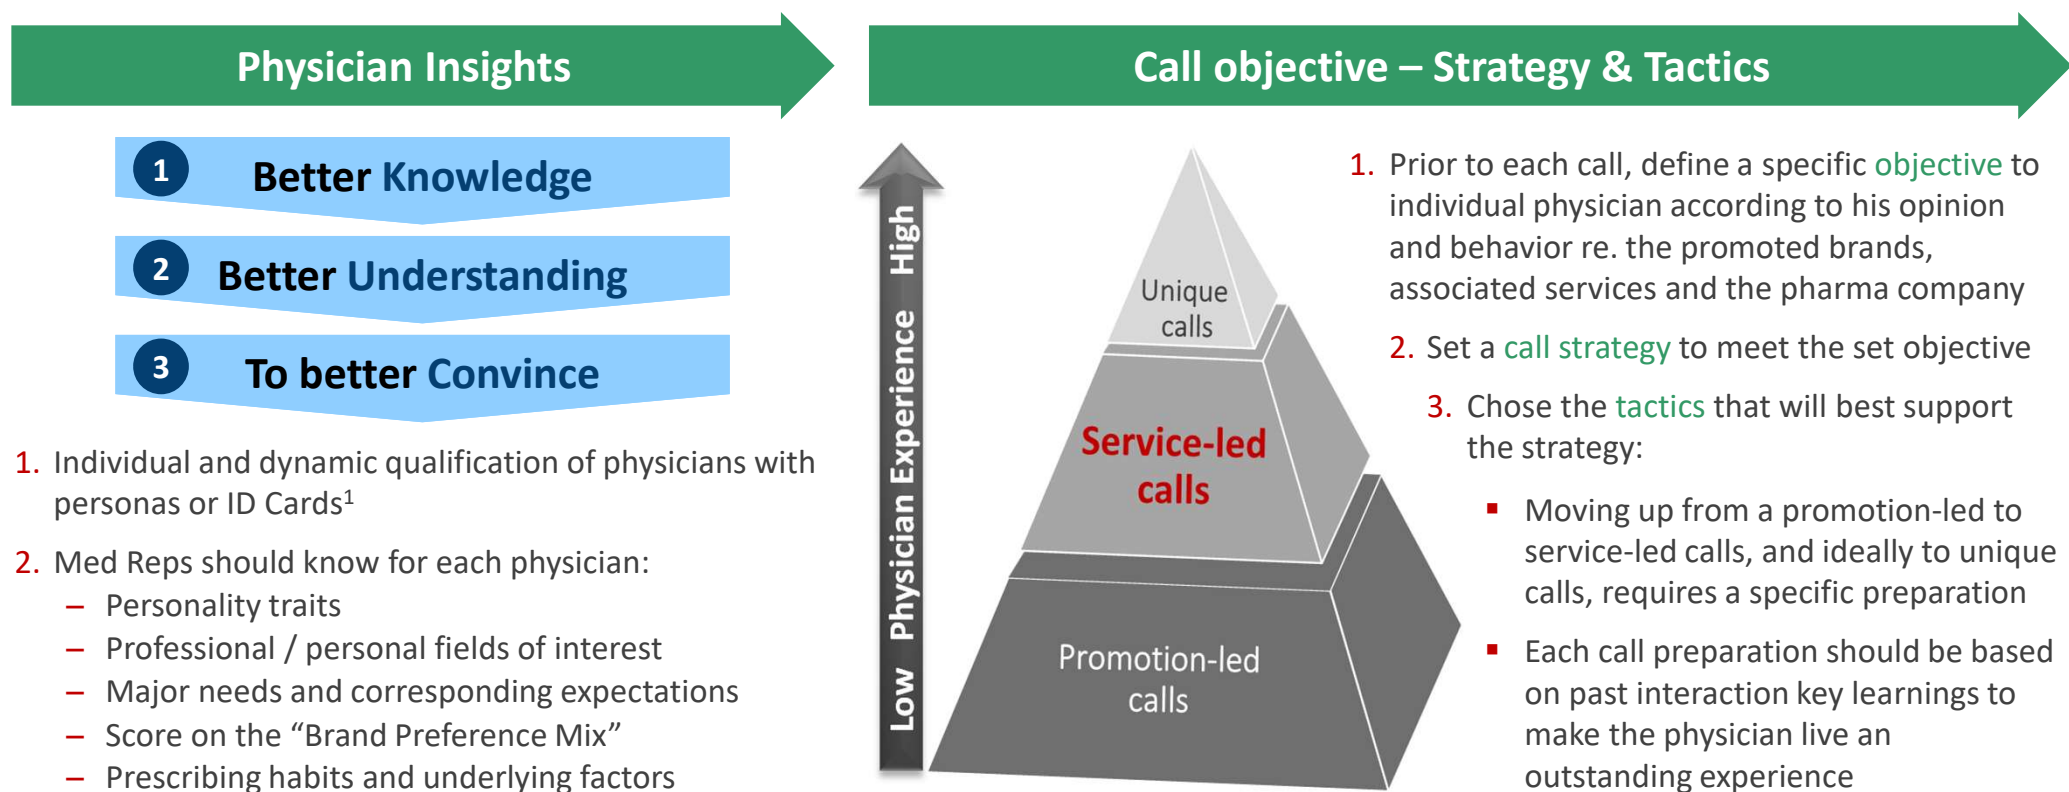 Physician Insights
1 Better Knowledge
2 Better Understanding
3 To better Convince
1. Individual and dynamic qualification of physicians with
personas or ID Cards¹
2. Med Reps should know for each physician:
– Personality traits
– Professional / personal fields of interest
– Major needs and corresponding expectations
– Score on the “Brand Preference Mix”
– Prescribing habits and underlying factors
Call objective – Strategy & Tactics
Low Physician Experience High
Unique
calls
Service-led
calls
Promotion-led
calls
1. Prior to each call, define a specific objective to
individual physician according to his opinion
and behavior re. the promoted brands,
associated services and the pharma company
2. Set a call strategy to meet the set objective
3. Chose the tactics that will best support
the strategy:
▪ Moving up from a promotion-led to
service-led calls, and ideally to unique
calls, requires a specific preparation
▪ Each call preparation should be based
on past interaction key learnings to
make the physician live an
outstanding experience